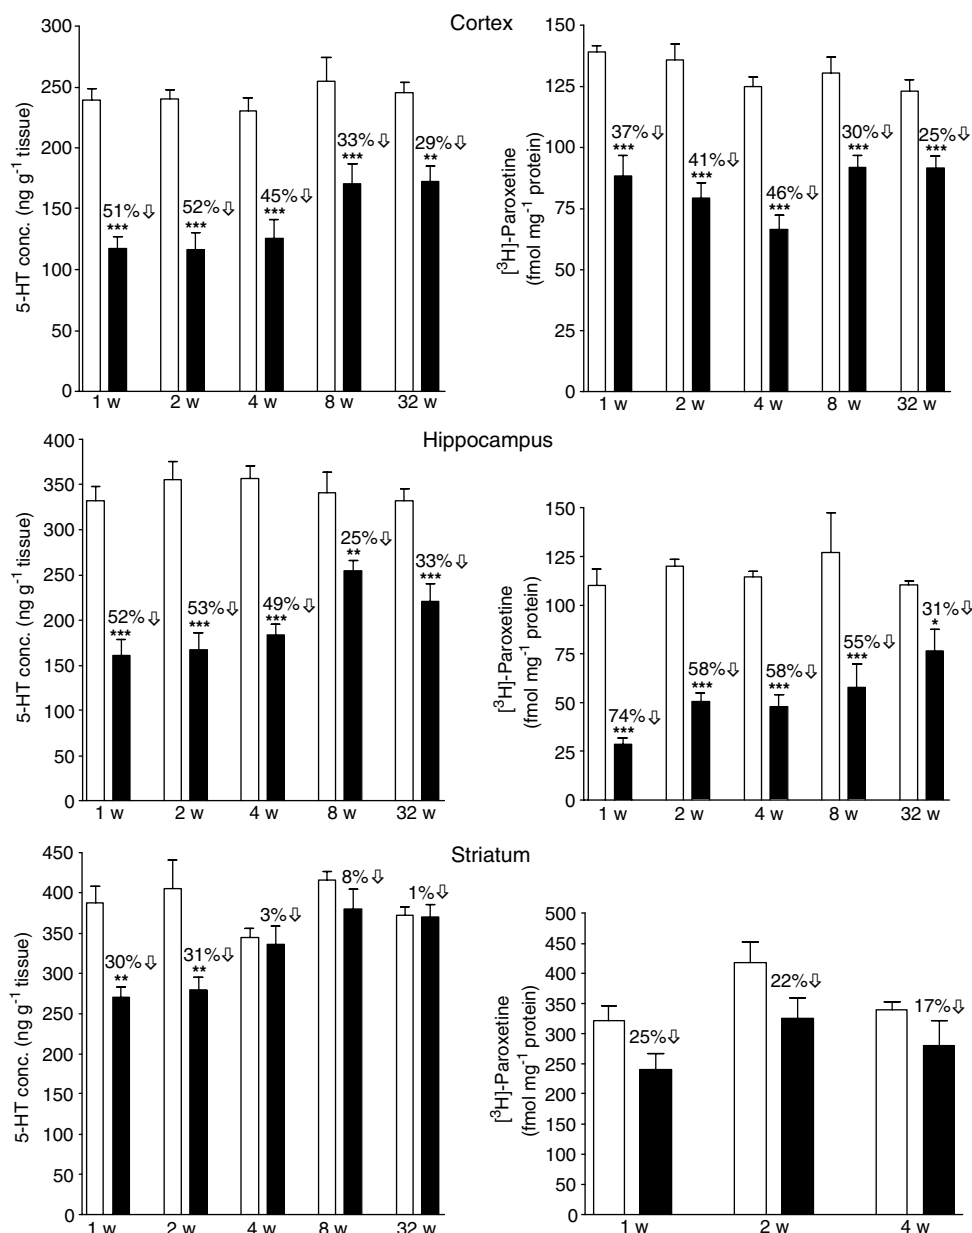 Cortex
5-HT conc. (ng g-1 tissue)
300
250
200
150
100
50
0
51%⇩
***
52%⇩
***
45%⇩
***
33%⇩
***
29%⇩
**
1 w
2 w
4 w
8 w
32 w
[3H]-Paroxetine
(fmol mg-1 protein)
150
125
100
75
50
25
0
37%⇩
***
41%⇩
***
46%⇩
***
30%⇩
***
25%⇩
***
1 w
2 w
4 w
8 w
32 w
Hippocampus
5-HT conc. (ng g-1 tissue)
400
350
300
250
200
150
100
50
0
52%⇩
***
53%⇩
***
49%⇩
***
25%⇩
**
33%⇩
***
1 w
2 w
4 w
8 w
32 w
[3H]-Paroxetine
(fmol mg-1 protein)
150
125
100
75
50
25
0
74%⇩
***
58%⇩
***
58%⇩
***
55%⇩
***
31%⇩
*
1 w
2 w
4 w
8 w
32 w
Striatum
5-HT conc. (ng g-1 tissue)
450
400
350
300
250
200
150
100
50
0
30%⇩
**
31%⇩
**
3%⇩
8%⇩
1%⇩
1 w
2 w
4 w
8 w
32 w
[3H]-Paroxetine
(fmol mg-1 protein)
500
450
400
350
300
250
200
150
100
50
0
25%⇩
22%⇩
17%⇩
1 w
2 w
4 w